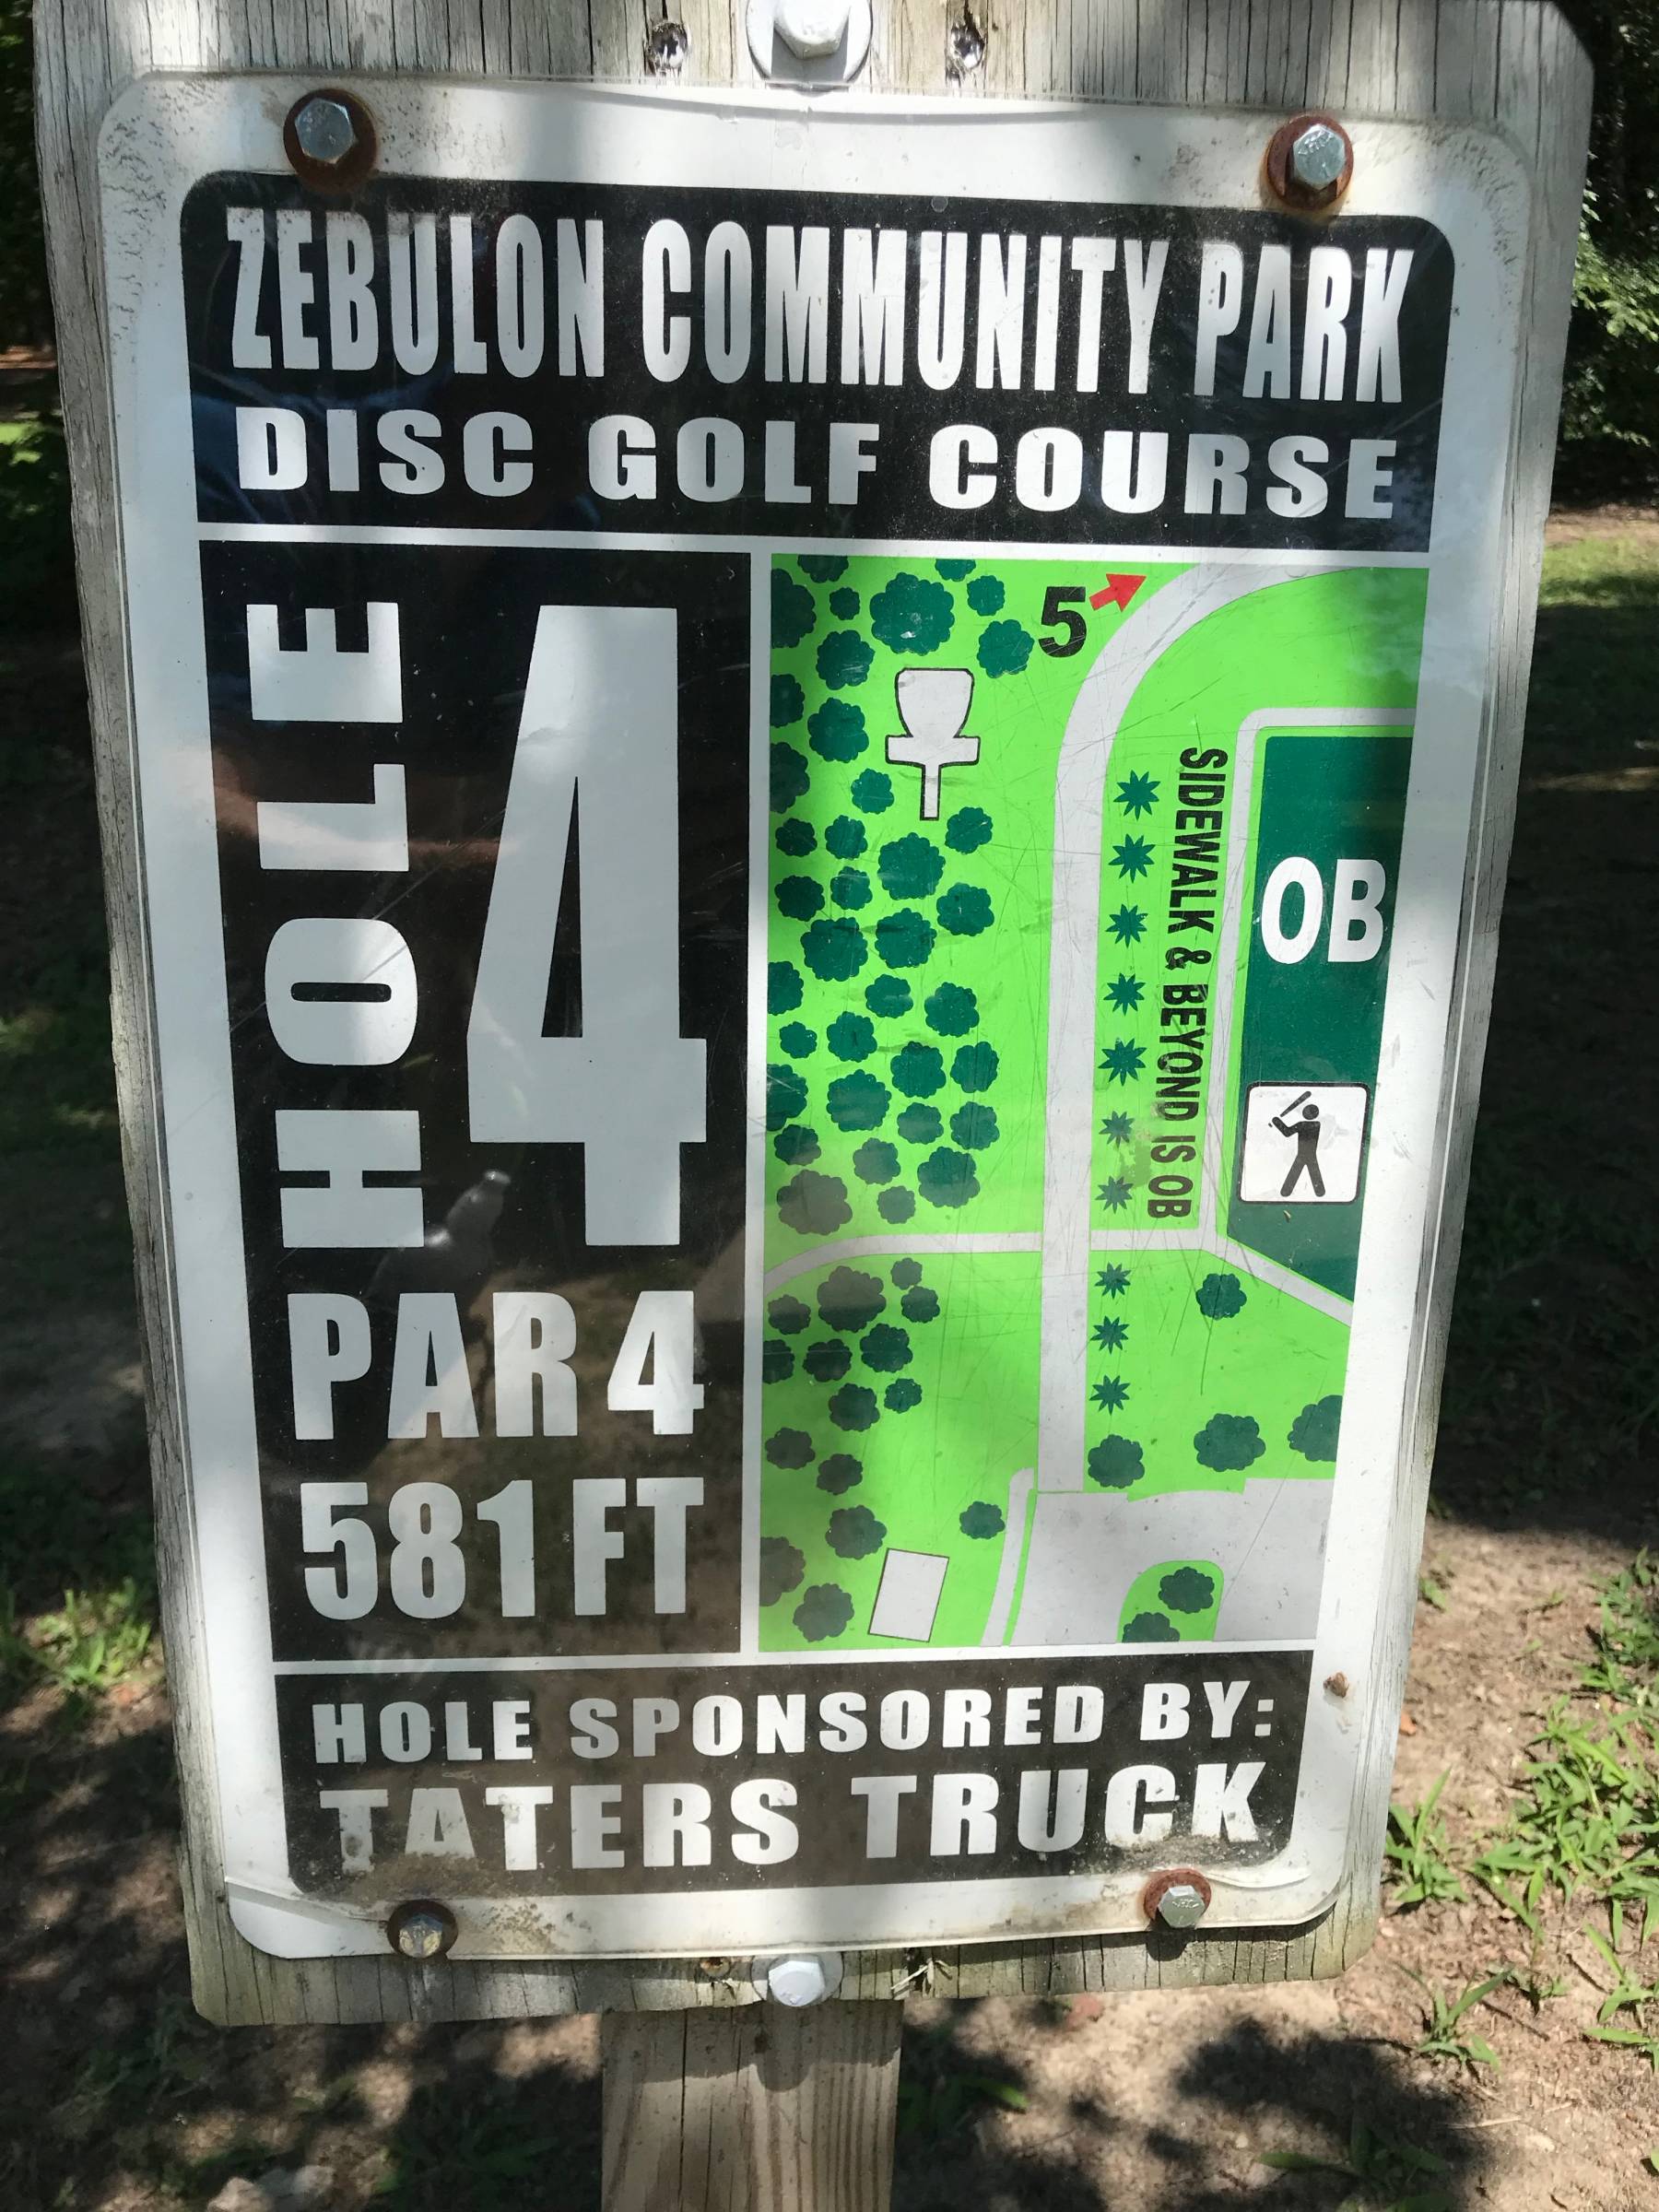 ZEBULON COMMUNITY PARK
DISC GOLF COURSE
HOLE
4
PAR 4
581 FT
5
SIDEWALK & BEYOND IS OB
OB
HOLE SPONSORED BY:
TATERS TRUCK